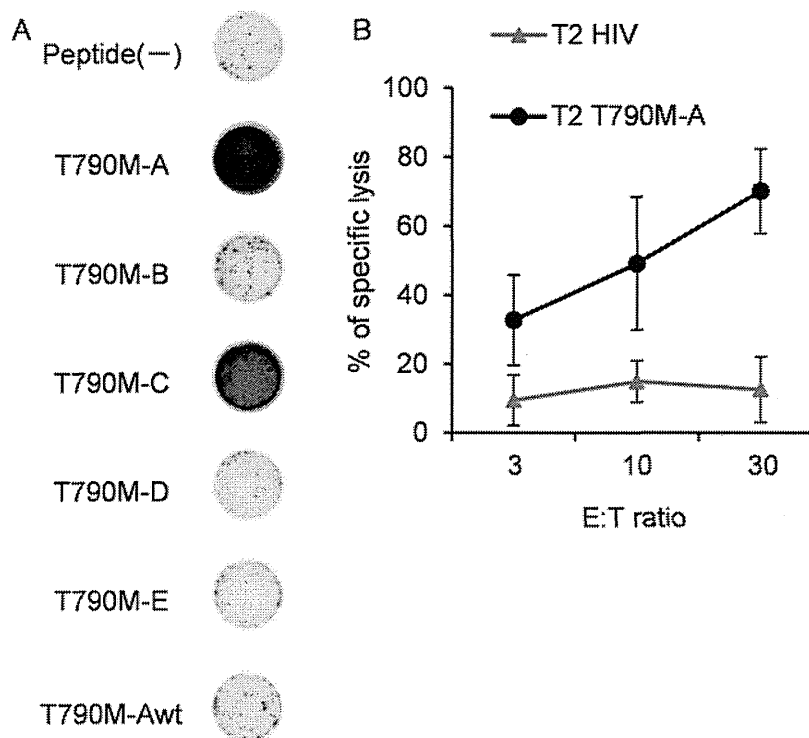 A
Peptide(—)
T790M-A
T790M-B
T790M-C
T790M-D
T790M-E
T790M-Awt
B
T2 HIV
T2 T790M-A
100
80
60
40
20
0
% of specific lysis
3 10 30
E:T ratio